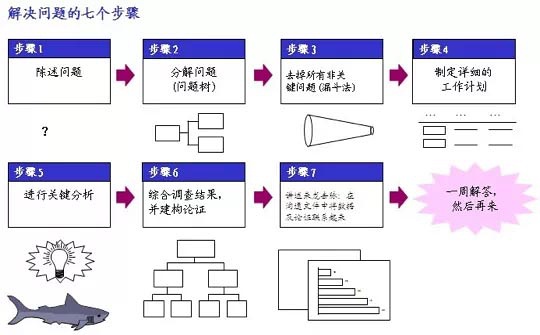 解决问题的七个步骤
步骤1
步骤2
步骤3
步骤4
陈述问题
分解问题
(问题树)
去掉所有非关
键问题(漏斗法)
制定详细的
工作计划
?
... ... ...
步骤5
步骤6
步骤7
进行关键分析
综合调查结果,
并建构论证
讲述来龙去脉:在
沟通文件中将数据
及论证联系起来
一周解答,
然后再来